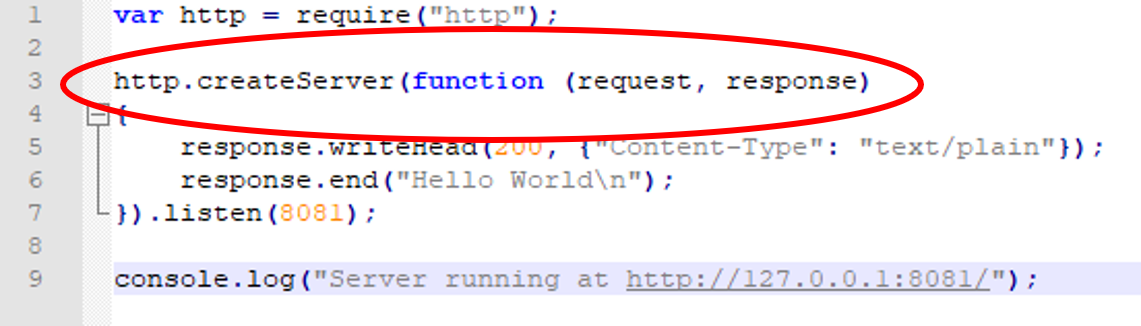 1 var http = require("http");
2
3 http.createServer(function (request, response)
4 {
5 response.writeHead(200, {"Content-Type": "text/plain"});
6 response.end("Hello World\n");
7 }).listen(8081);
8
9 console.log("Server running at http://127.0.0.1:8081/");